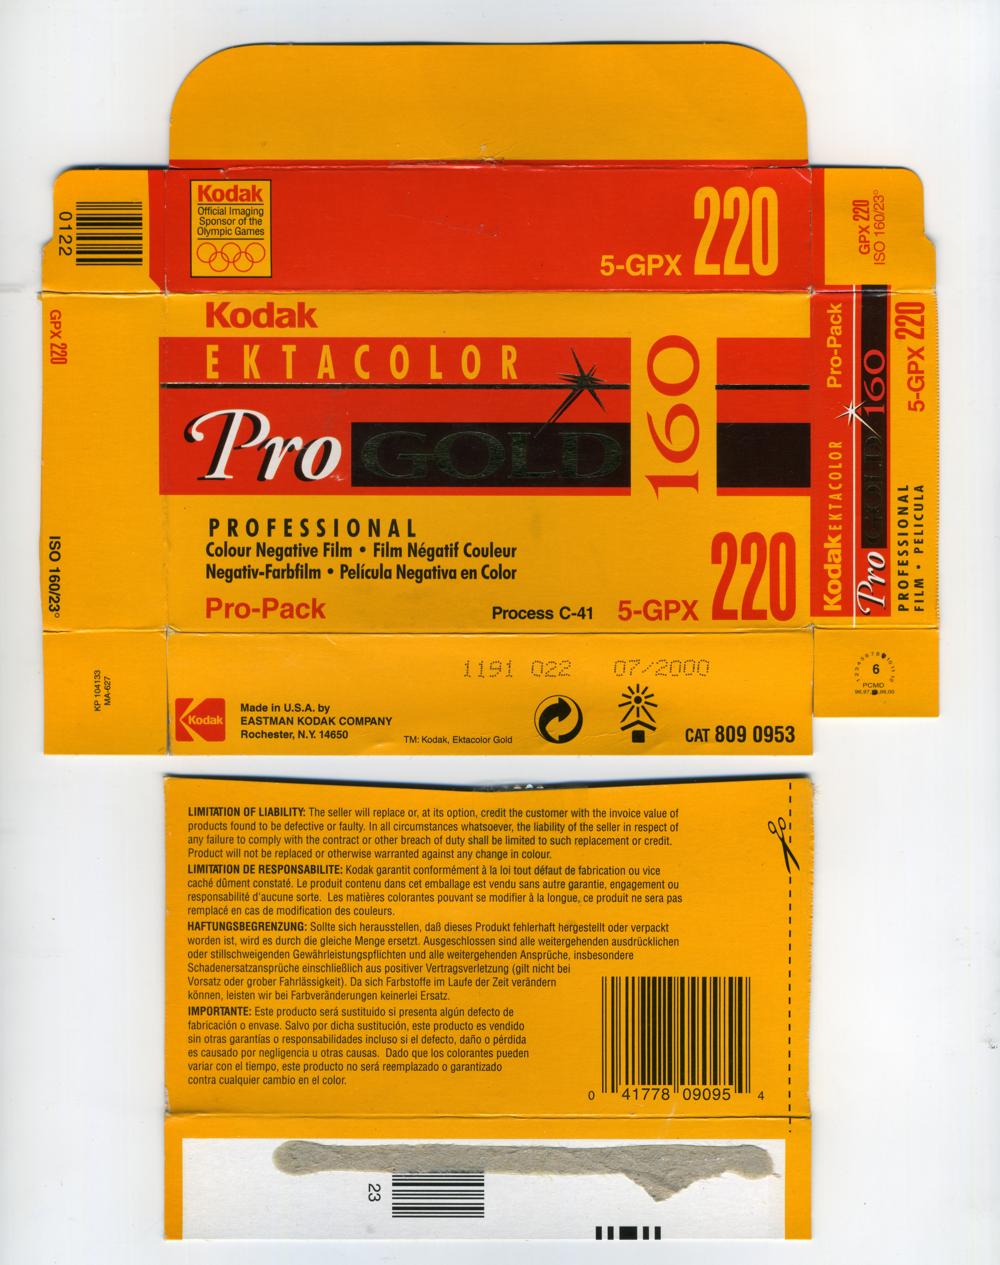 Kodak
Official Imaging
Sponsor of the
Olympic Games
5-GPX 220
0122
GPX 220
ISO 160/23°
GPX 220
ISO 160/23°
Kodak
EKTACOLOR
Pro GOLD 160
PROFESSIONAL
Colour Negative Film • Film Négatif Couleur
Negativ-Farbfilm • Película Negativa en Color
Pro-Pack
Process C-41
5-GPX 220
Kodak EKTACOLOR Pro-Pack
Pro GOLD 160
PROFESSIONAL
FILM • PELICULA
5-GPX 220
KP 104133
MA-627
1191 022 07/2000
Kodak
Made in U.S.A. by
EASTMAN KODAK COMPANY
Rochester, N.Y. 14650
TM: Kodak, Ektacolor Gold
CAT 809 0953
6
PCMO
LIMITATION OF LIABILITY: The seller will replace or, at its option, credit the customer with the invoice value of
products found to be defective or faulty. In all circumstances whatsoever, the liability of the seller in respect of
any failure to comply with the contract or other breach of duty shall be limited to such replacement or credit.
Product will not be replaced or otherwise warranted against any change in colour.
LIMITATION DE RESPONSABILITE: Kodak garantit conformément à la loi tout défaut de fabrication ou vice
caché dûment constaté. Le produit contenu dans cet emballage est vendu sans autre garantie, engagement ou
responsabilité d'aucune sorte. Les matières colorantes pouvant se modifier à la longue, ce produit ne sera pas
remplacé en cas de modification des couleurs.
HAFTUNGSBEGRENZUNG: Sollte sich herausstellen, daß dieses Produkt fehlerhaft hergestellt oder verpackt
worden ist, wird es durch die gleiche Menge ersetzt. Ausgeschlossen sind alle weitergehenden ausdrücklichen
oder stillschweigenden Gewährleistungspflichten und alle weitergehenden Ansprüche, insbesondere
Schadenersatzansprüche einschließlich aus positiver Vertragsverletzung (gilt nicht bei
Vorsatz oder grober Fahrlässigkeit). Da sich Farbstoffe im Laufe der Zeit verändern
können, leisten wir bei Farbveränderungen keinerlei Ersatz.
IMPORTANTE: Este producto será sustituido si presenta algún defecto de
fabricación o envase. Salvo por dicha sustitución, este producto es vendido
sin otras garantías o responsabilidades incluso si el defecto, daño o pérdida
es causado por negligencia u otras causas. Dado que los colorantes pueden
variar con el tiempo, este producto no será reemplazado o garantizado
contra cualquier cambio en el color.
0 41778 09095 4
23